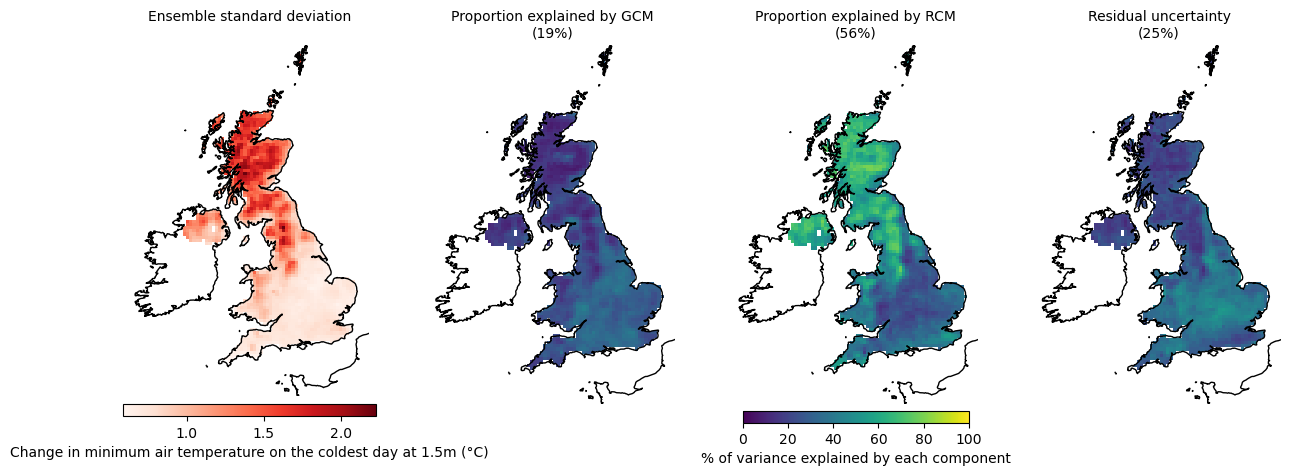 Ensemble standard deviation
Proportion explained by GCM
(19%)
Proportion explained by RCM
(56%)
Residual uncertainty
(25%)
1.0 1.5 2.0
Change in minimum air temperature on the coldest day at 1.5m (°C)
0 20 40 60 80 100
% of variance explained by each component